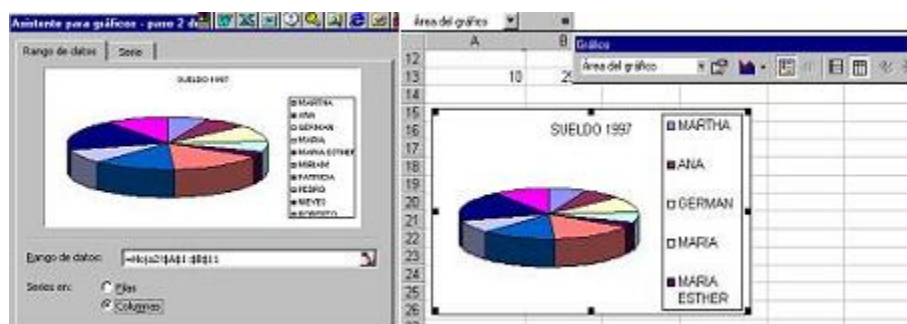 Asistente para gráficos - paso 2 de
Rango de datos
Serie
SUELDO 1997
MARTHA
ANA
GERMAN
MARIA
MARIA ESTHER
MIRIAM
PATRICIA
PEDRO
NIEVES
ROBERTO
Rango de datos:
=Hoja2!$A$1:$B$11
Series en:
Filas
Columnas
Área del gráfico
=
A
B
Gráfico
Área del gráfico
12
13
10
14
15
16
17
18
19
20
21
22
23
24
25
26
SUELDO 1997
MARTHA
ANA
GERMAN
MARIA
MARIA
ESTHER